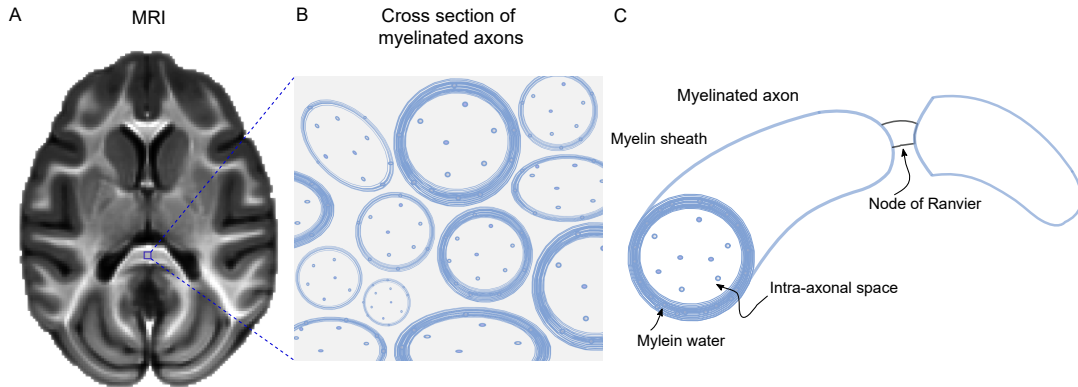 A
MRI
B
Cross section of
myelinated axons
C
Myelinated axon
Myelin sheath
Node of Ranvier
Intra-axonal space
Mylein water